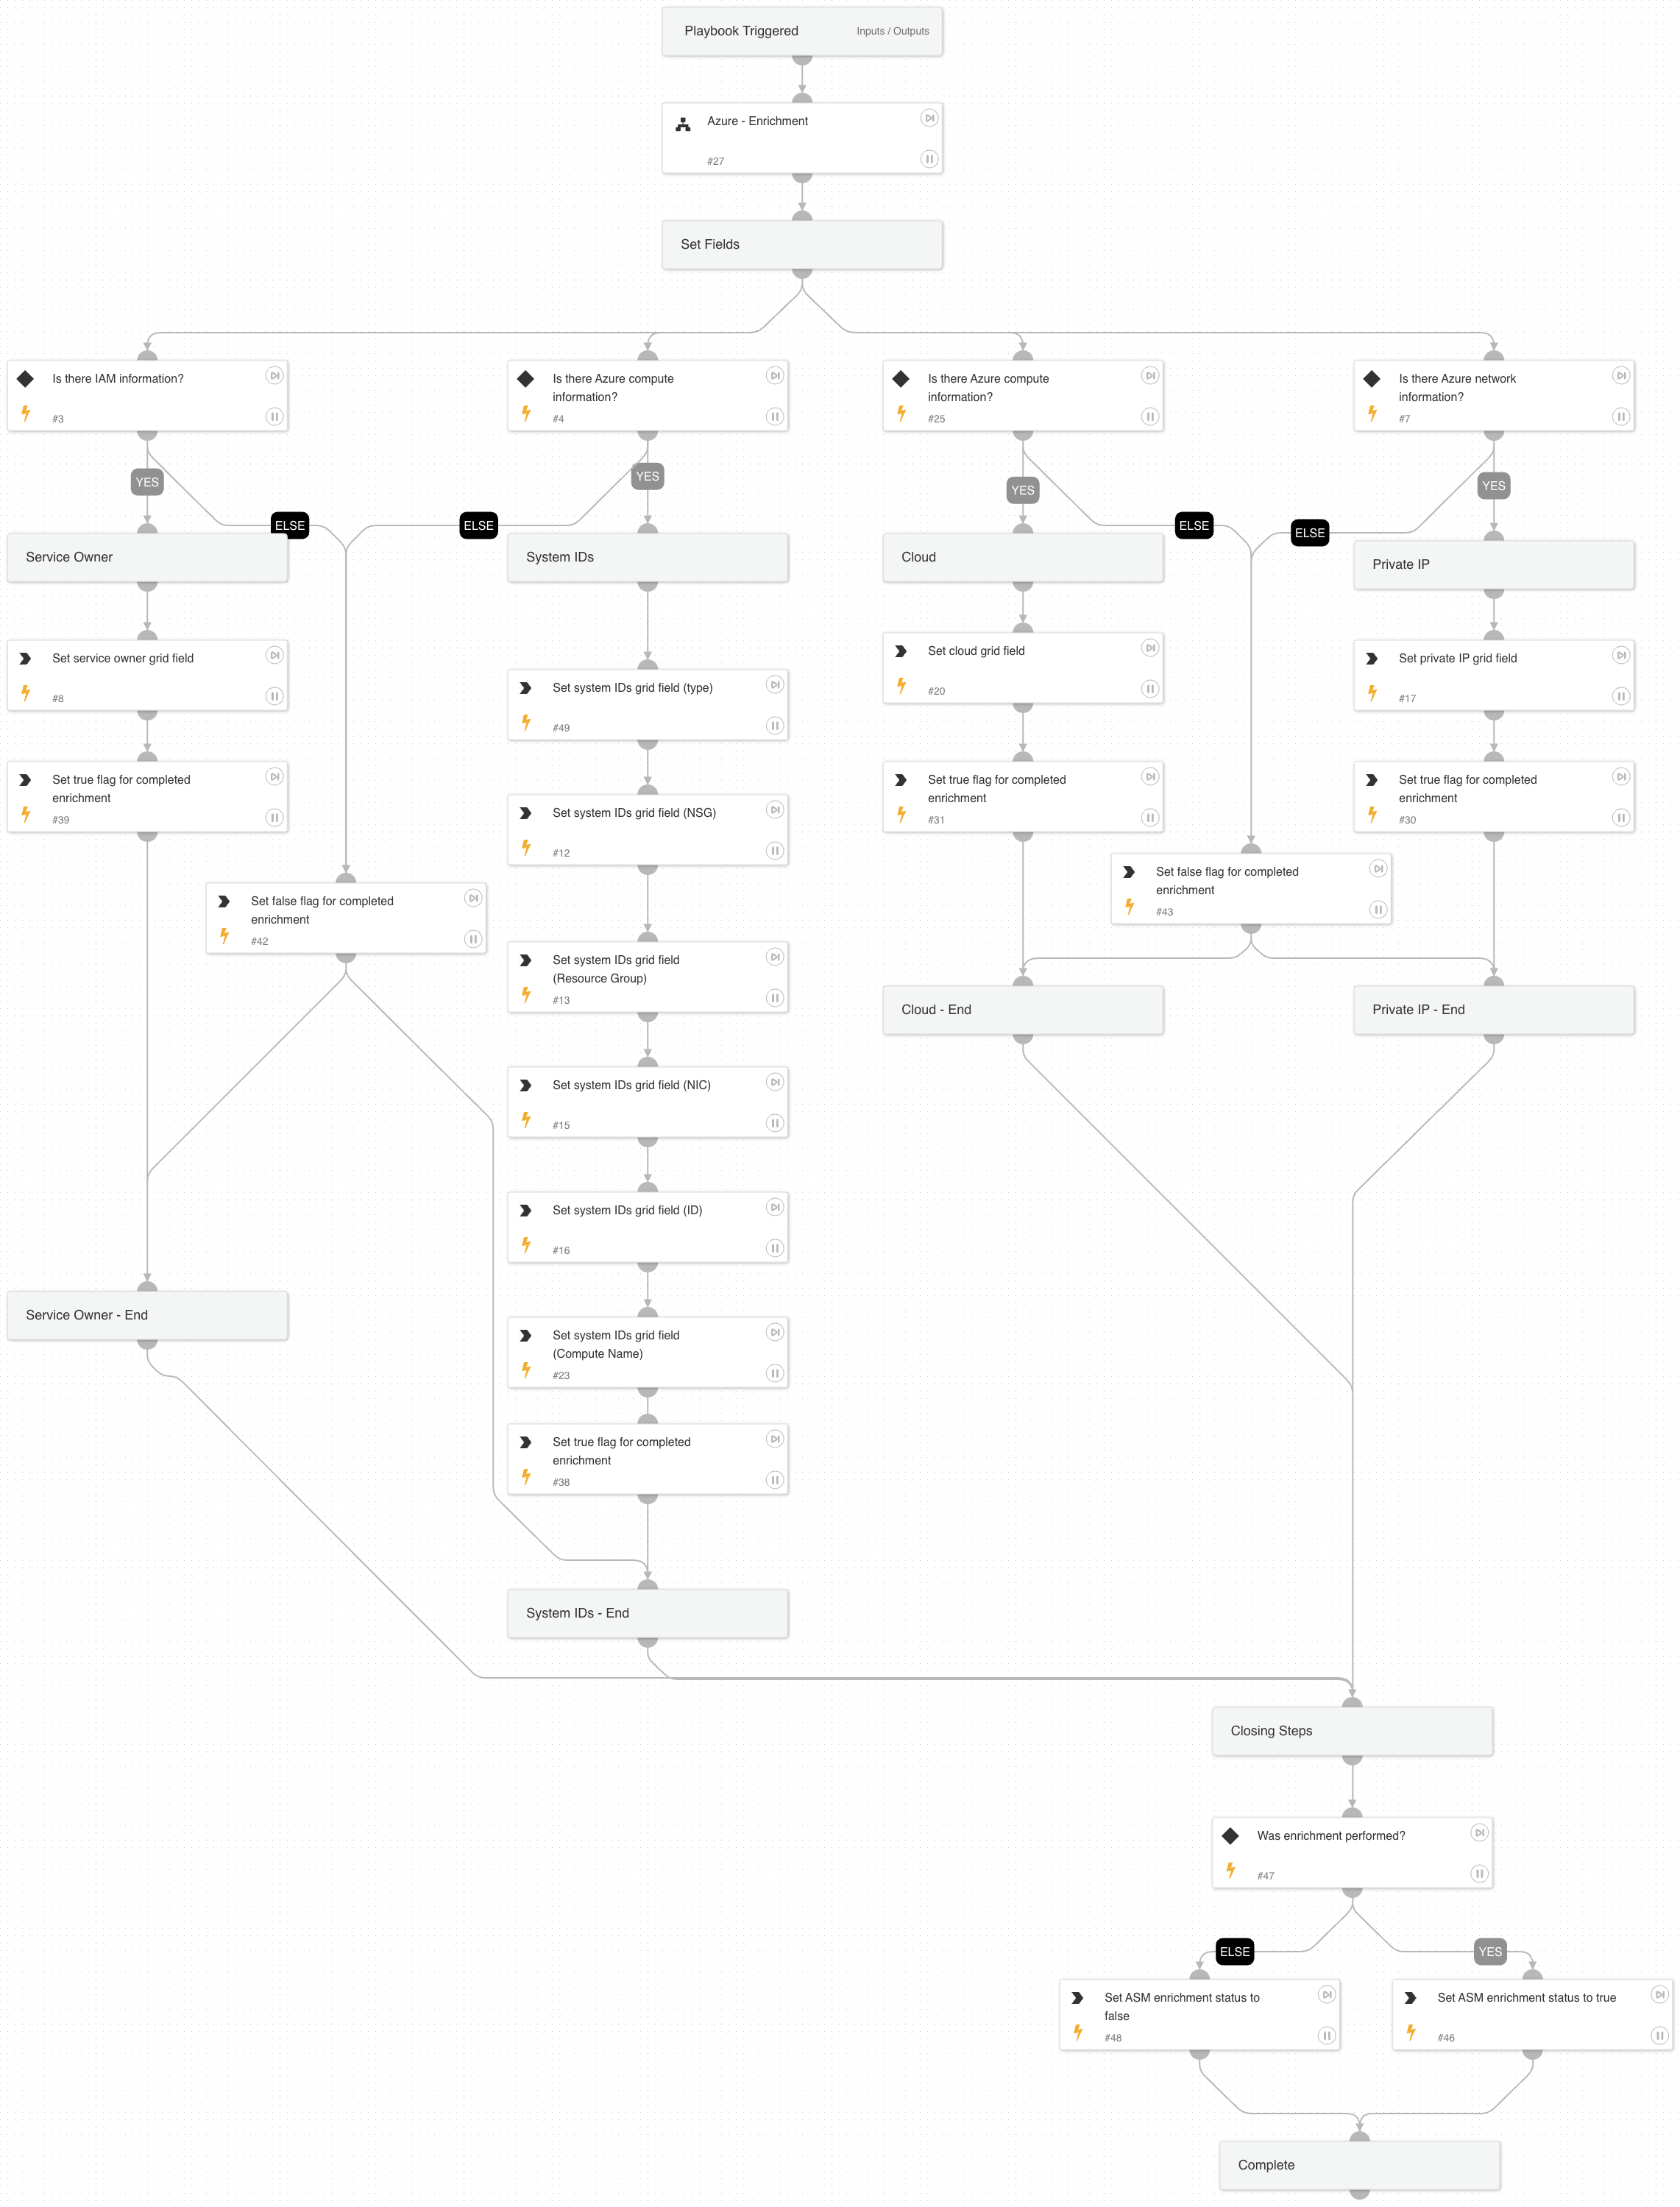 Playbook Triggered
Inputs / Outputs
Azure - Enrichment
#27
Set Fields
Is there IAM information?
#3
Is there Azure compute
information?
#4
Is there Azure compute
information?
#25
Is there Azure network
information?
#7
YES
YES
YES
YES
ELSE
ELSE
ELSE
ELSE
Service Owner
System IDs
Cloud
Private IP
Set service owner grid field
#8
Set system IDs grid field (type)
#49
Set cloud grid field
#20
Set private IP grid field
#17
Set true flag for completed
enrichment
#39
Set system IDs grid field (NSG)
#12
Set true flag for completed
enrichment
#31
Set true flag for completed
enrichment
#30
Set false flag for completed
enrichment
#42
Set false flag for completed
enrichment
#43
Set system IDs grid field
(Resource Group)
#13
Cloud - End
Private IP - End
Set system IDs grid field (NIC)
#15
Set system IDs grid field (ID)
#16
Service Owner - End
Set system IDs grid field
(Compute Name)
#23
Set true flag for completed
enrichment
#38
System IDs - End
Closing Steps
Was enrichment performed?
#47
ELSE
YES
Set ASM enrichment status to
false
#48
Set ASM enrichment status to true
#46
Complete